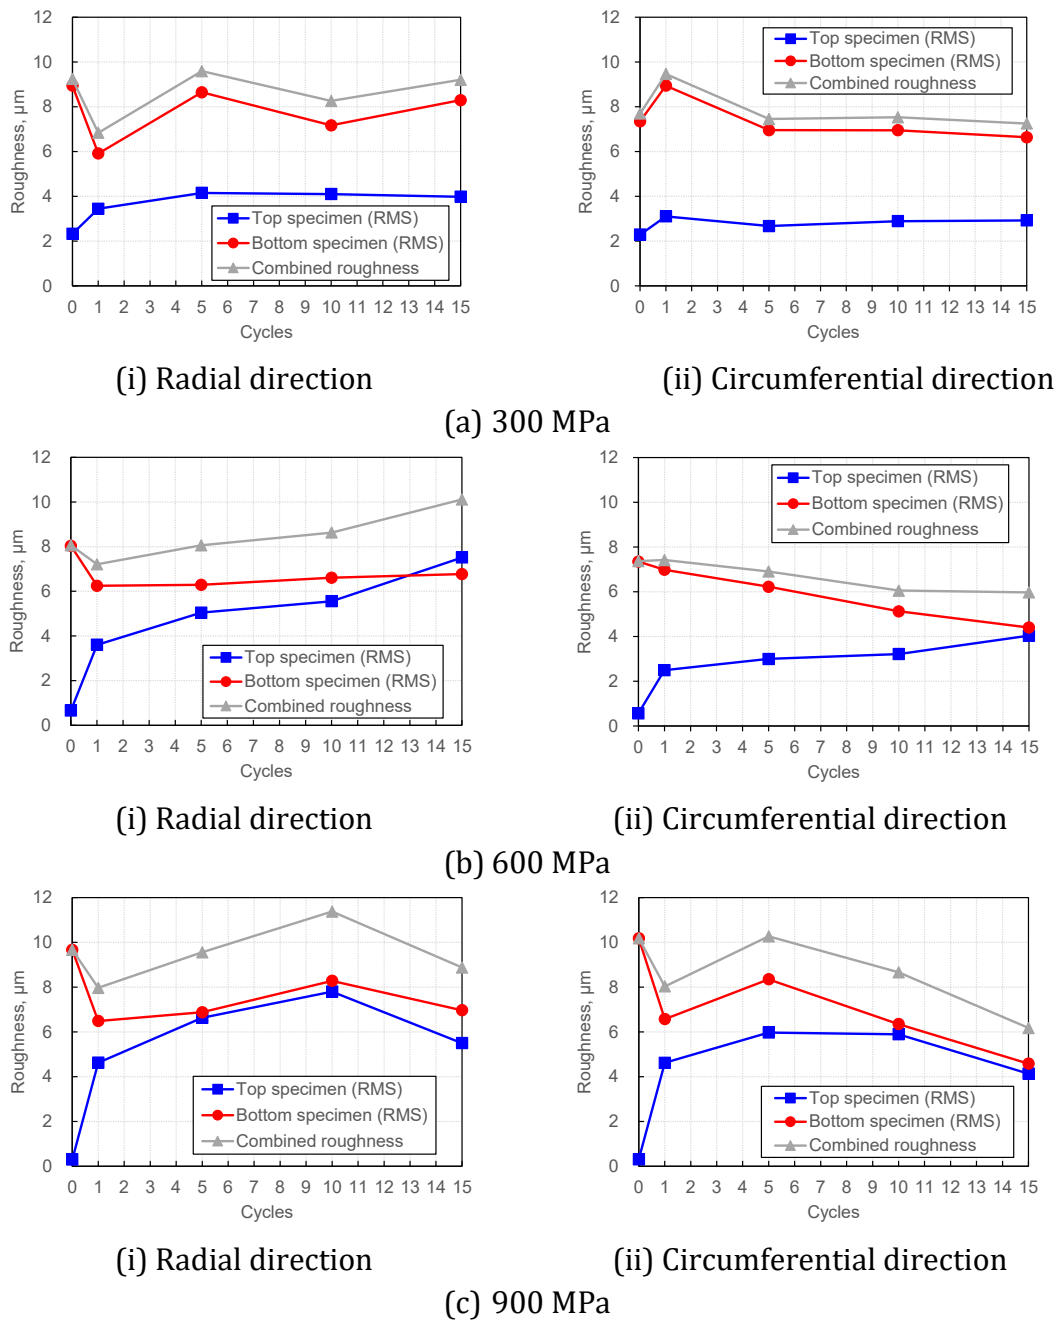 12
10
8
6
4
2
0
Roughness, µm
Top specimen (RMS)
Bottom specimen (RMS)
Combined roughness
0 1 2 3 4 5 6 7 8 9 10 11 12 13 14 15
Cycles
(i) Radial direction
12
10
8
6
4
2
0
Roughness, µm
Top specimen (RMS)
Bottom specimen (RMS)
Combined roughness
0 1 2 3 4 5 6 7 8 9 10 11 12 13 14 15
Cycles
(ii) Circumferential direction
(a) 300 MPa
12
10
8
6
4
2
0
Roughness, µm
Top specimen (RMS)
Bottom specimen (RMS)
Combined roughness
0 1 2 3 4 5 6 7 8 9 10 11 12 13 14 15
Cycles
(i) Radial direction
12
10
8
6
4
2
0
Roughness, µm
Top specimen (RMS)
Bottom specimen (RMS)
Combined roughness
0 1 2 3 4 5 6 7 8 9 10 11 12 13 14 15
Cycles
(ii) Circumferential direction
(b) 600 MPa
12
10
8
6
4
2
0
Roughness, µm
Top specimen (RMS)
Bottom specimen (RMS)
Combined roughness
0 1 2 3 4 5 6 7 8 9 10 11 12 13 14 15
Cycles
(i) Radial direction
12
10
8
6
4
2
0
Roughness, µm
Top specimen (RMS)
Bottom specimen (RMS)
Combined roughness
0 1 2 3 4 5 6 7 8 9 10 11 12 13 14 15
Cycles
(ii) Circumferential direction
(c) 900 MPa